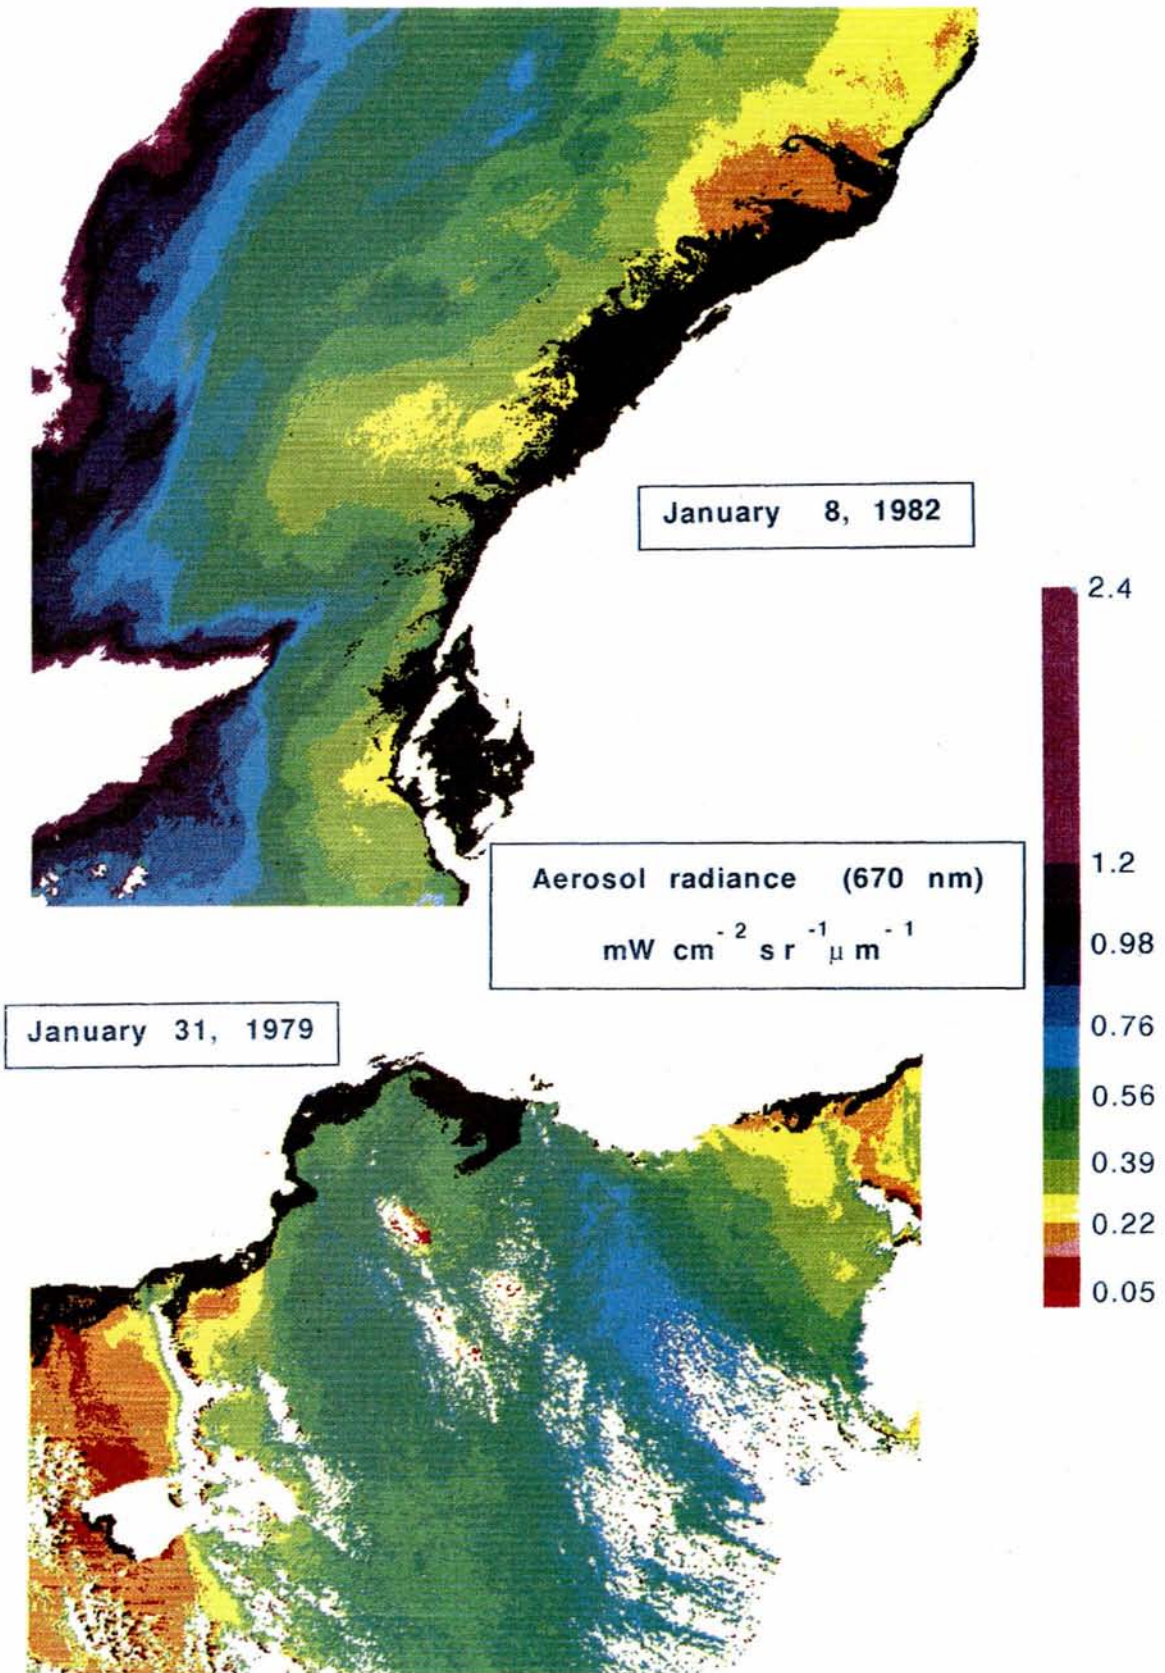 January 8, 1982
2.4
1.2
0.98
0.76
0.56
0.39
0.22
0.05
Aerosol radiance (670 nm)
mW cm⁻² sr⁻¹ µm⁻¹
January 31, 1979